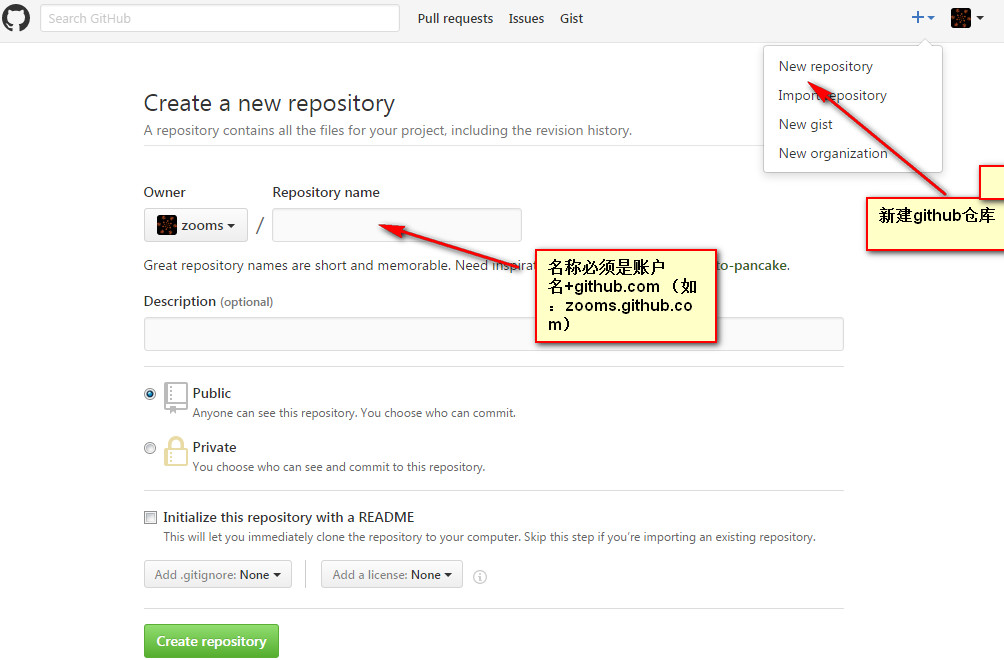 Search GitHub
Pull requests
Issues
Gist
New repository
Import repository
New gist
New organization
新建github仓库
Create a new repository
A repository contains all the files for your project, including the revision history.
Owner
Repository name
zooms
/
Great repository names are short and memorable. Need
to-pancake.
名称必须是账户
名+github.com（如
：zooms.github.co
m）
Description (optional)
Public
Anyone can see this repository. You choose who can commit.
Private
You choose who can see and commit to this repository.
Initialize this repository with a README
This will let you immediately clone the repository to your computer. Skip this step if you’re importing an existing repository.
Add .gitignore: None
Add a license: None
Create repository